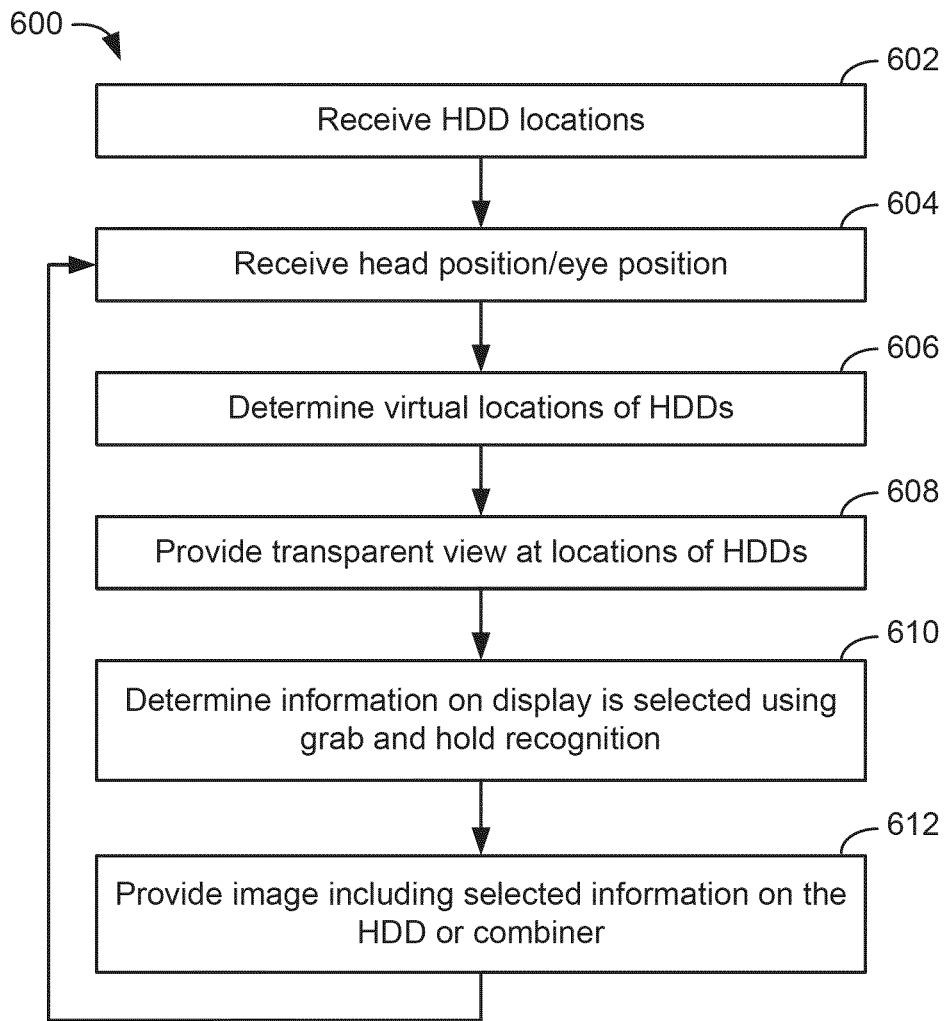 600
602
Receive HDD locations
604
Receive head position/eye position
606
Determine virtual locations of HDDs
608
Provide transparent view at locations of HDDs
610
Determine information on display is selected using
grab and hold recognition
612
Provide image including selected information on the
HDD or combiner